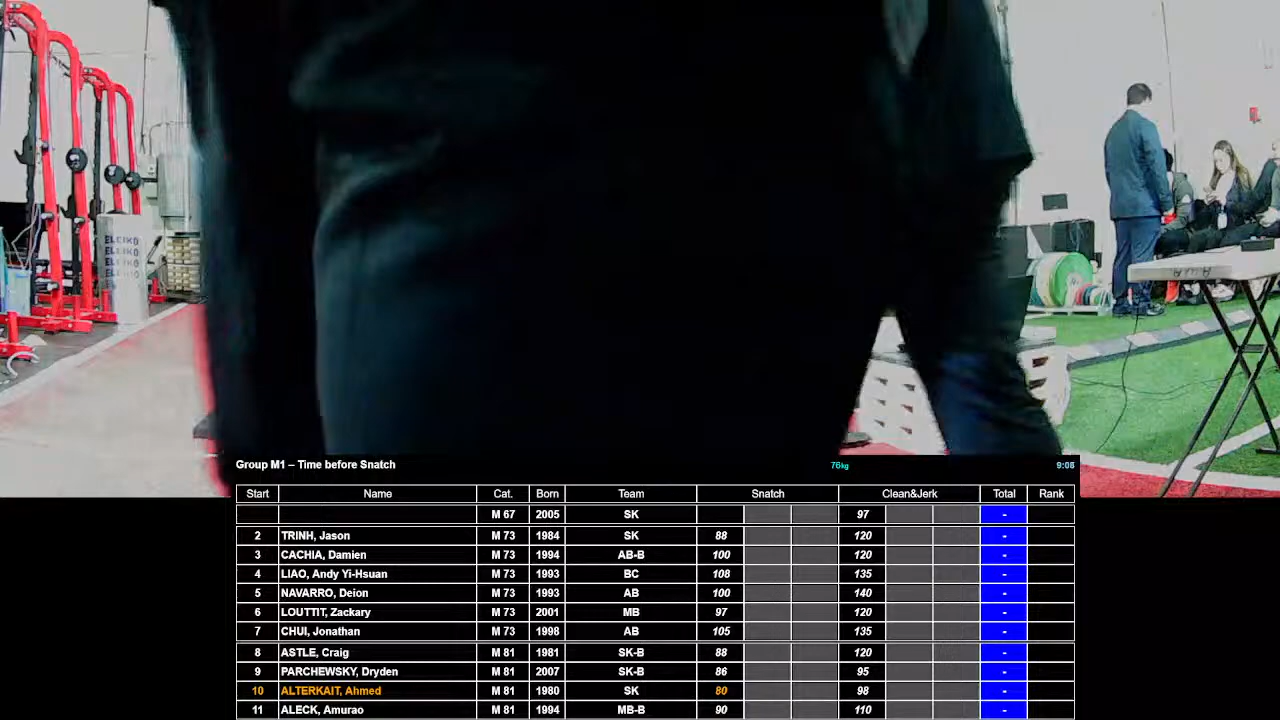 ELEIKO
ELEIKO
ELEIKO
ELEIKO
Group M1 – Time before Snatch 76kg 9:08
Start Name Cat. Born Team Snatch Clean&Jerk Total Rank
M 67 2005 SK 97 -
2 TRINH, Jason M 73 1984 SK 88 120 -
3 CACHIA, Damien M 73 1994 AB-B 100 120 -
4 LIAO, Andy Yi-Hsuan M 73 1993 BC 108 135 -
5 NAVARRO, Deion M 73 1993 AB 100 140 -
6 LOUTTIT, Zackary M 73 2001 MB 97 120 -
7 CHUI, Jonathan M 73 1998 AB 105 135 -
8 ASTLE, Craig M 81 1981 SK-B 88 120 -
9 PARCHEWSKY, Dryden M 81 2007 SK-B 86 95 -
10 ALTERKAIT, Ahmed M 81 1980 SK 80 98 -
11 ALECK, Amurao M 81 1994 MB-B 90 110 -